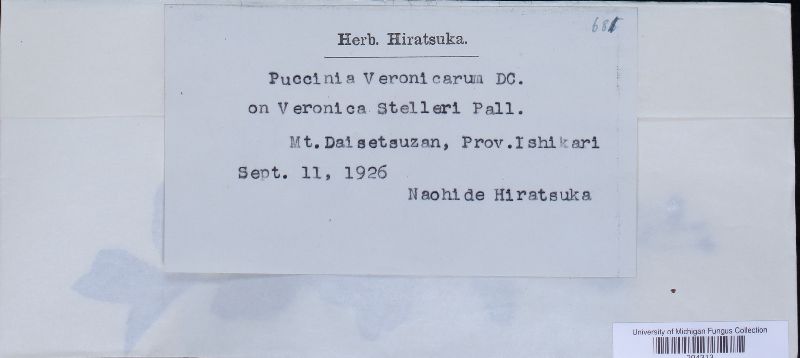 Herb. Hiratsuka.
Puccinia Veronicarum DC.
on Veronica Stelleri Pall.
Mt.Daisetsuzan, Prov.Ishikari
Sept. 11, 1926
Naohide Hiratsuka
University of Michigan Fungus Collection